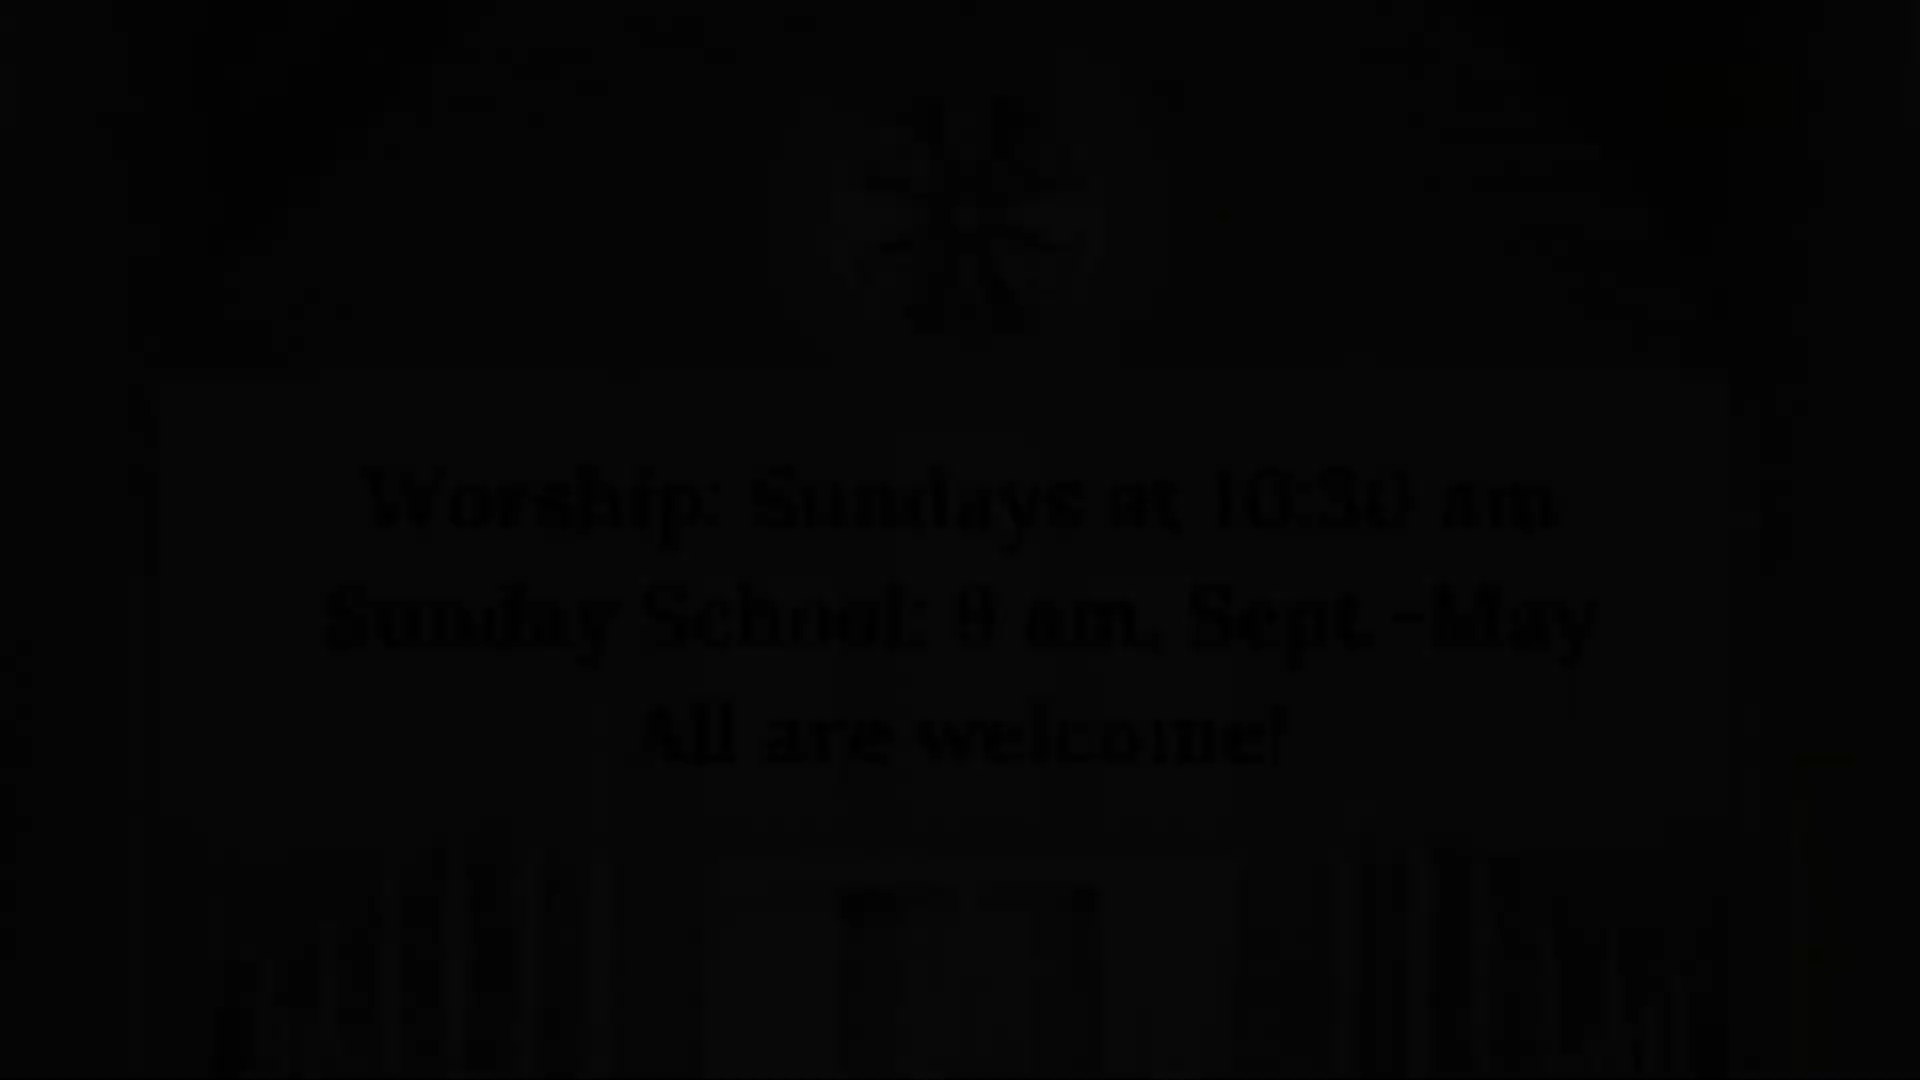 Worship: Sundays at 10:30 am
Sunday School: 9 am, Sept - May
All are welcome!